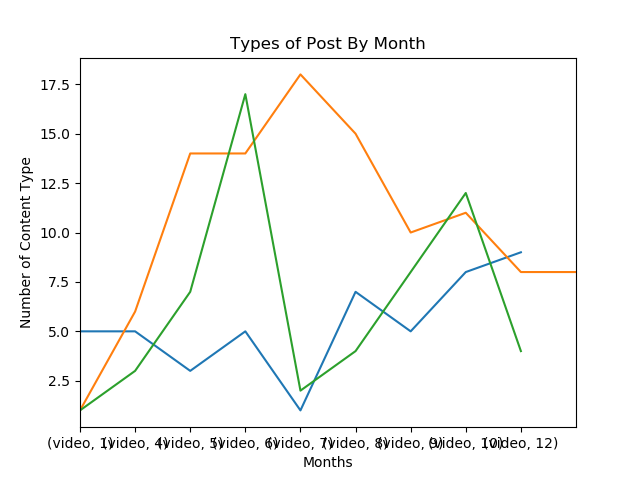 Types of Post By Month
Number of Content Type
17.5
15.0
12.5
10.0
7.5
5.0
2.5
(video, 1) (video, 4) (video, 5) (video, 6) (video, 7) (video, 8) (video, 9) (video, 10) (video, 12)
Months